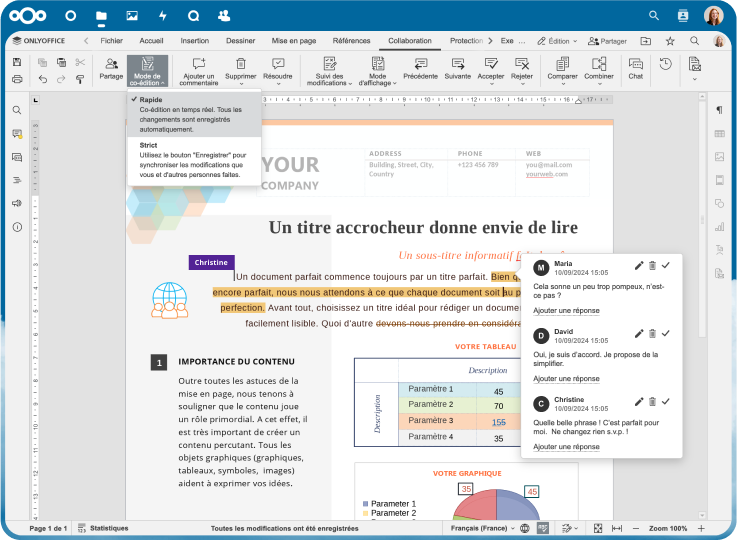 ONLYOFFICE
Fichier
Accueil
Insertion
Dessiner
Mise en page
Références
Collaboration
Protection
Exe ...
Édition
Partager
Partager
Mode de
co-édition
Ajouter un
commentaire
Supprimer
Résoudre
Suivi des
modifications
Mode
d'affichage
Précédente
Suivante
Accepter
Rejeter
Comparer
Combiner
Chat
Rapide
Co-édition en temps réel. Tous les
changements sont enregistrés
automatiquement.
Strict
Utilisez le bouton "Enregistrer" pour
synchroniser les modifications que
vous et d'autres personnes faites.
YOUR
COMPANY
ADDRESS
Building, Street, City,
Country
PHONE
+123 456 789
WEB
you@mail.com
yourweb.com
Un titre accrocheur donne envie de lire
Un sous-titre informatif
Christine
Un document parfait commence toujours par un titre parfait. Bien
encore parfait, nous nous attendons à ce que chaque document soit au
perfection. Avant tout, choisissez un titre idéal pour rédiger un
facilement lisible. Quoi d'autre devons-nous prendre en
1
IMPORTANCE DU CONTENU
Outre toutes les astuces de la
mise en page, nous tenons à
souligner que le contenu joue
un rôle primordial. A cet effet, il
est très important de créer un
contenu percutant. Tous les
objets graphiques (graphiques,
tableaux, symboles, images)
aident à exprimer vos idées.
VOTRE TABLEAU
Description
Description
Paramètre 1 45
Paramètre 2 70
Paramètre 3 155
Paramètre 4 35
VOTRE GRAPHIQUE
35
45
Parameter 1
Parameter 2
M
Maria
10/09/2024 15:05
Cela sonne un peu trop pompeux, n'est-
ce pas ?
Ajouter une réponse
D
David
10/09/2024 15:05
Oui, je suis d'accord. Je propose de la
simplifier.
Ajouter une réponse
C
Christine
10/09/2024 15:05
Quelle belle phrase ! C'est parfait pour
moi. Ne changez rien s.v.p. !
Ajouter une réponse
Page 1 de 1
Statistiques
Toutes les modifications ont été enregistrées
Français (France)
Zoom 100%